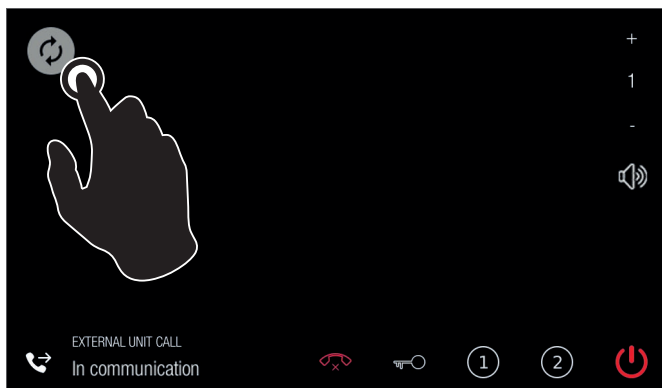 +
1
-
EXTERNAL UNIT CALL
In communication
1
2